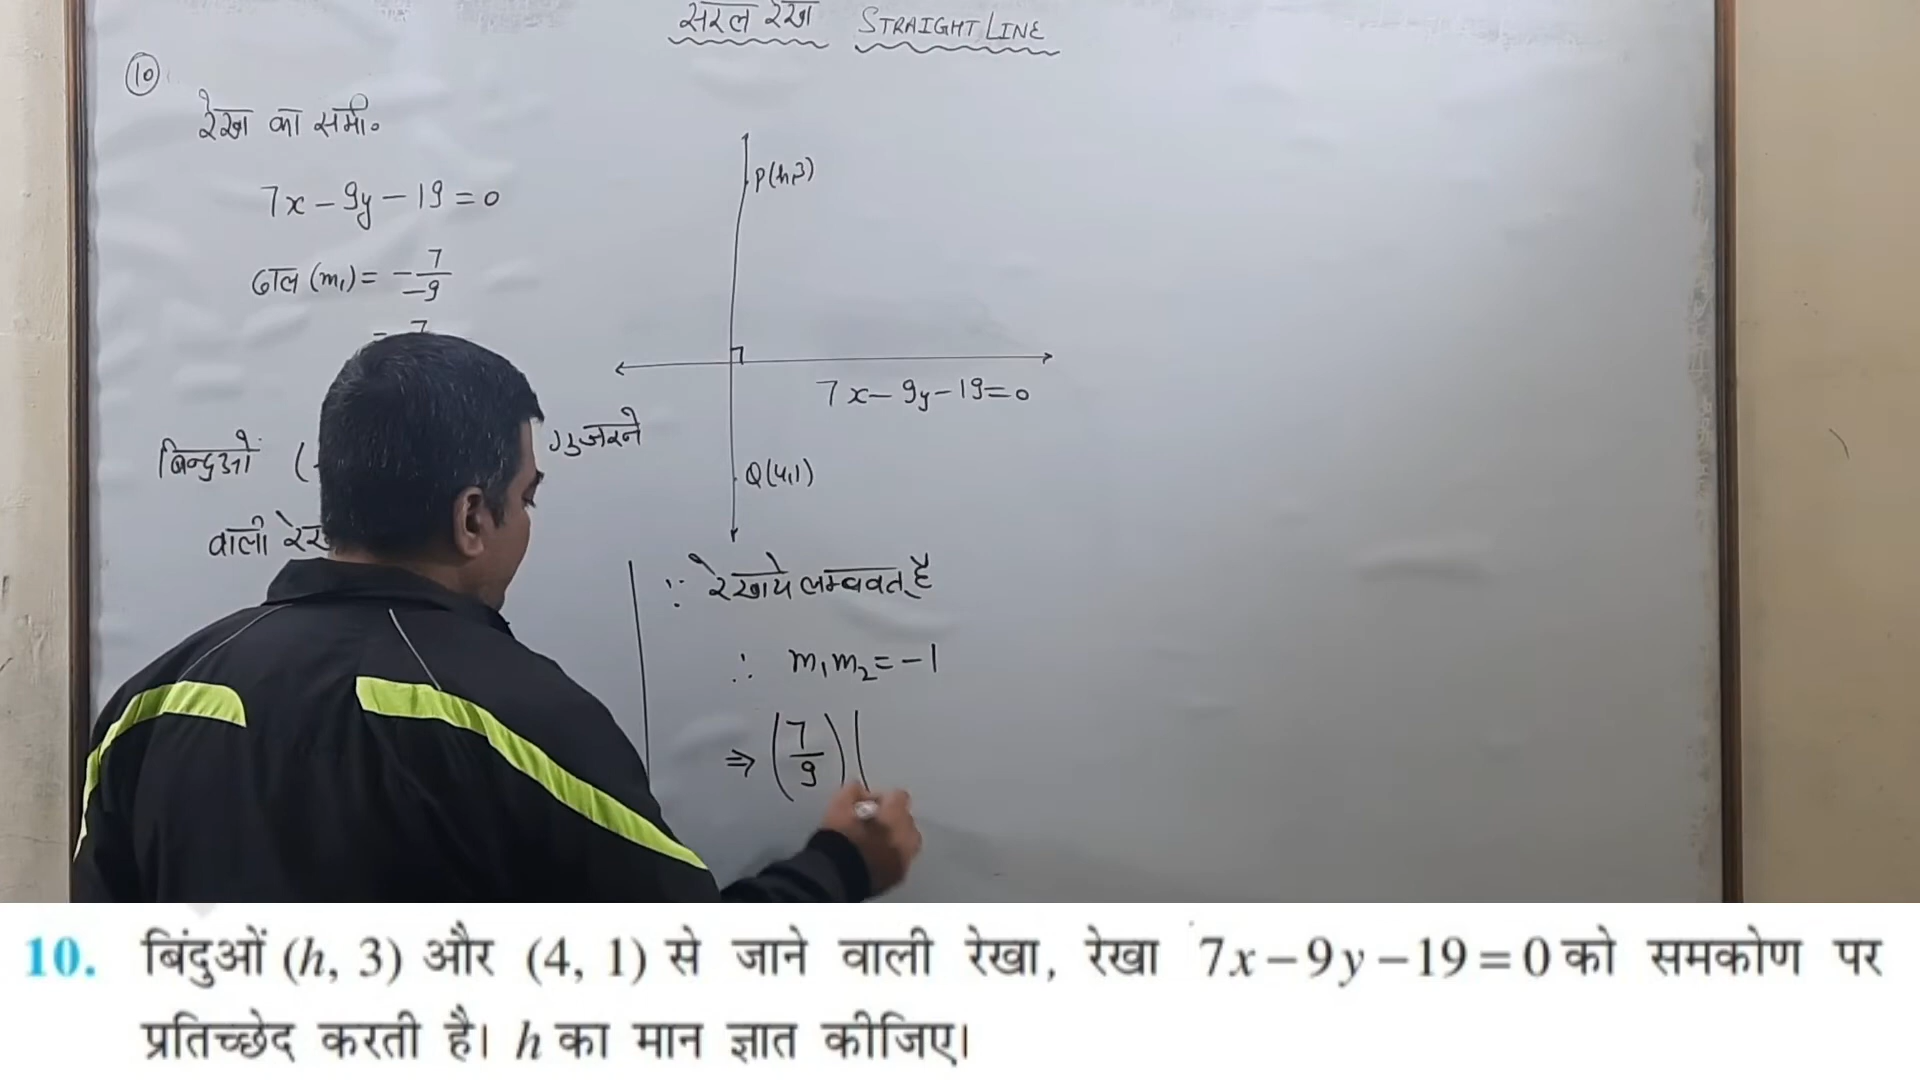 सरल रेखा STRAIGHT LINE
10
रेखा का समी०
7x - 9y - 19 = 0
ढाल (m₁) = - 7/-9
= 7
बिन्दुओ ( गुजरने
वाली
P(h,3)
7x - 9y - 19 = 0
Q(4,1)
∵ रेखाये लम्बवत् है
∴ m₁m₂ = -1
⇒ (7/9)(
10. बिंदुओं (h, 3) और (4, 1) से जाने वाली रेखा, रेखा 7x – 9y – 19 = 0 को समकोण पर
प्रतिच्छेद करती है। h का मान ज्ञात कीजिए।